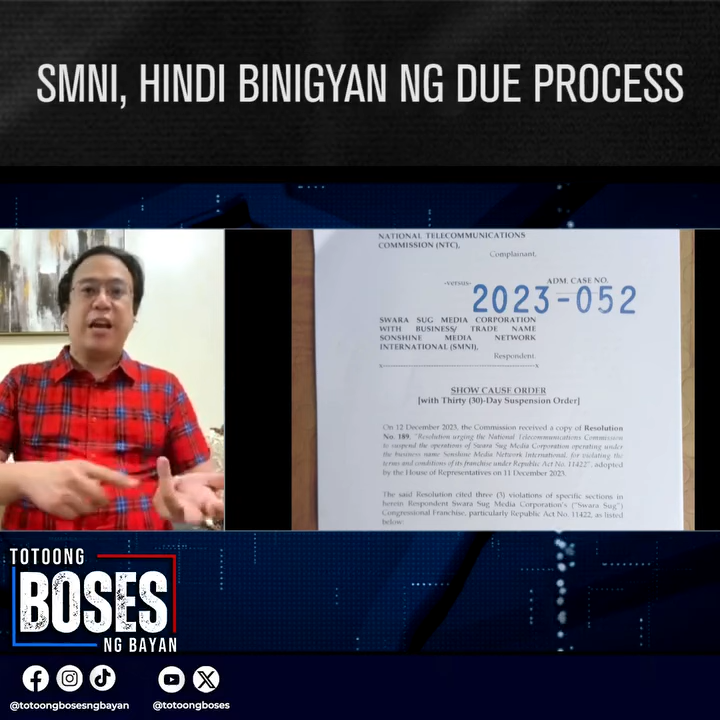 SMNI, HINDI BINIGYAN NG DUE PROCESS
NATIONAL TELECOMMUNICATIONS
COMMISSION (NTC),
Complainant,
-versus-
ADM. CASE NO.
2023-052
SWARA SUG MEDIA CORPORATION
WITH BUSINESS/ TRADE NAME
SONSHINE MEDIA NETWORK
INTERNATIONAL (SMNI),
Respondent.
x-----------------------------------------------x
SHOW CAUSE ORDER
[with Thirty (30)-Day Suspension Order]
On 12 December 2023, the Commission received a copy of Resolution
No. 189, "Resolution urging the National Telecommunications Commission
to suspend the operations of Swara Sug Media Corporation operating under
the business name Sonshine Media Network International, for violating the
terms and conditions of its franchise under Republic Act No. 11422", adopted
by the House of Representatives on 11 December 2023.
The said Resolution cited three (3) violations of specific sections in
herein Respondent Swara Sug Media Corporation's ("Swara Sug")
Congressional Franchise, particularly Republic Act No. 11422, as listed
below:
TOTOONG
BOSES
NG BAYAN
@totoongbosesngbayan
@totoongboses